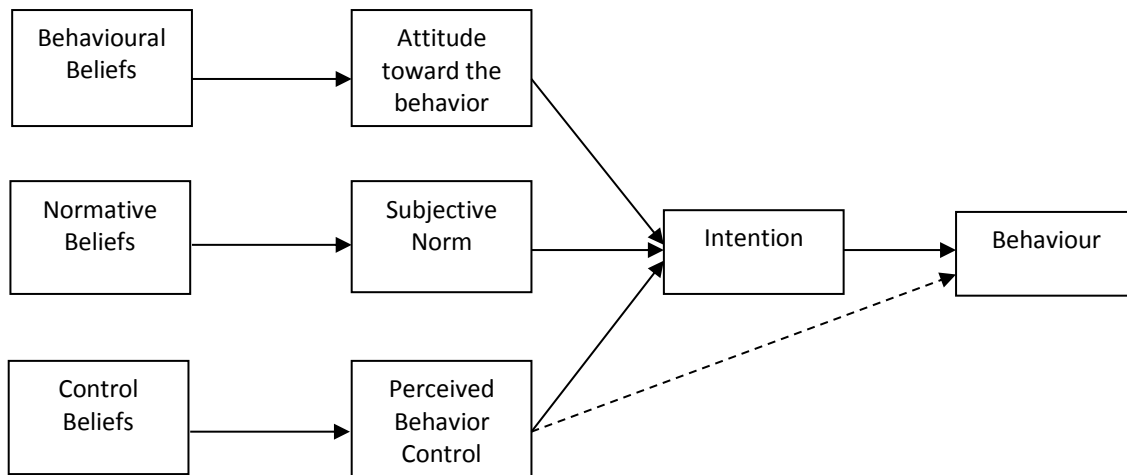 Behavioural
Beliefs
Attitude
toward the
behavior
Normative
Beliefs
Subjective
Norm
Intention
Behaviour
Control
Beliefs
Perceived
Behavior
Control